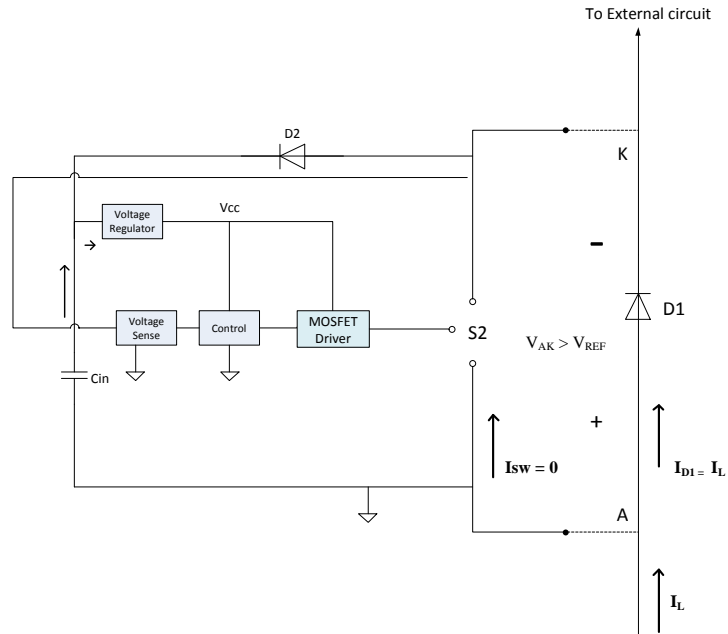 To External circuit
D2
K
Voltage
Regulator
Vcc
-
D1
Voltage
Sense
Control
MOSFET
Driver
S2
V_AK > V_REF
Cin
+
Isw = 0
I_D1 = I_L
A
I_L